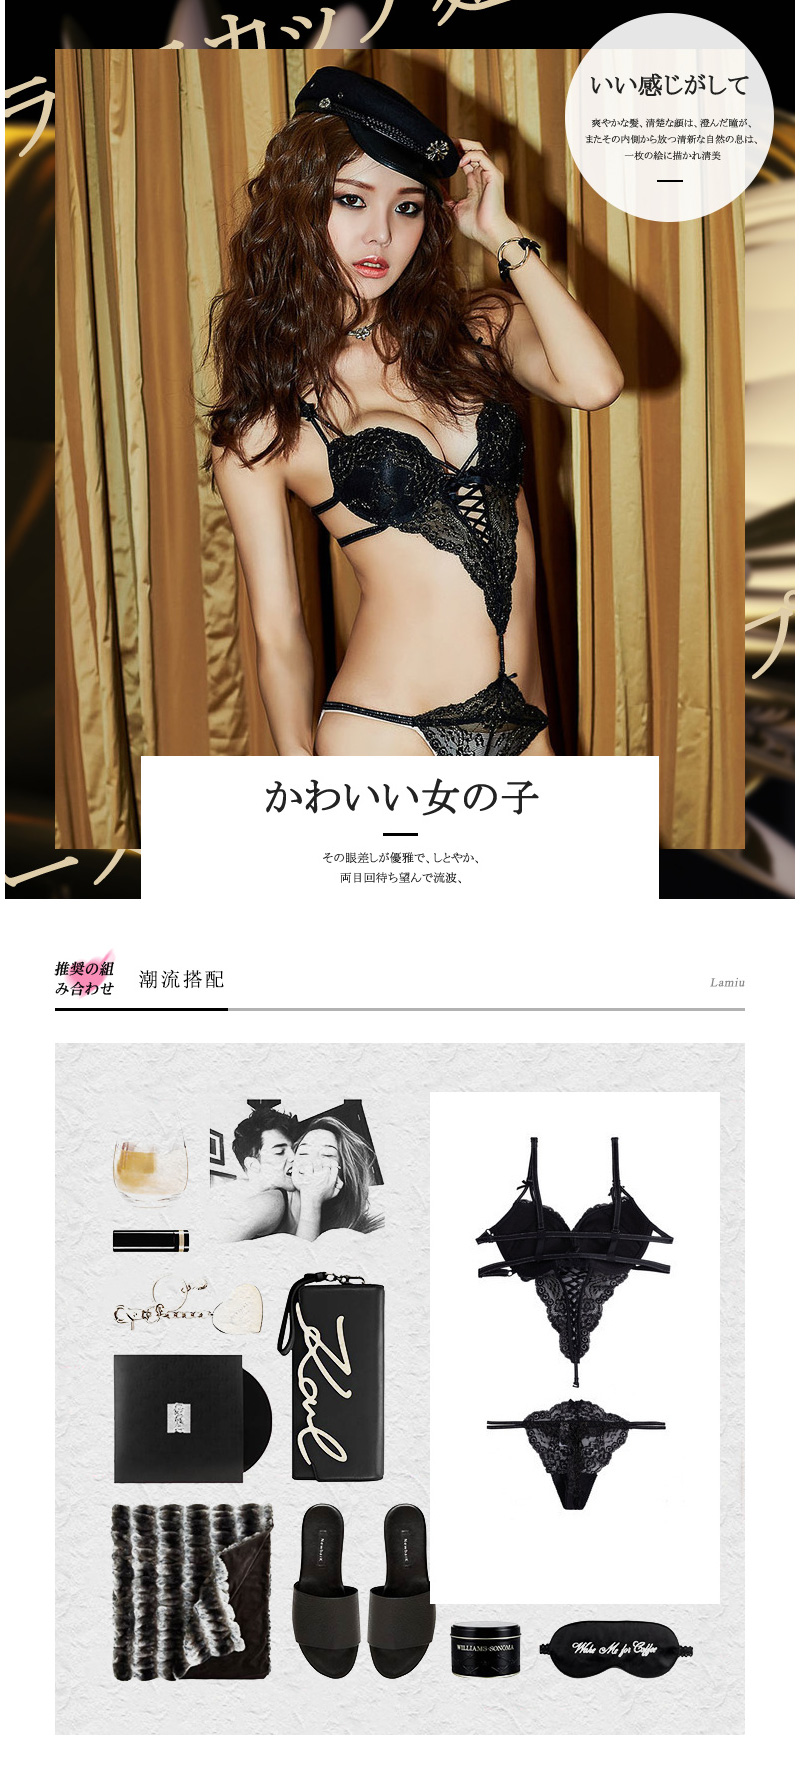 いい感じがして
爽やかな髪、清楚な顔は、澄んだ瞳が、
またその内側から放つ清新な自然の息は、
一枚の絵に描かれ清美
かわいい女の子
その眼差しが優雅で、しとやか、
両目回待ち望んで流波、
推奨の組
み合わせ
潮流搭配
Lamiu
Karl
WILLIAMS-SONOMA
Wake Me for Coffee